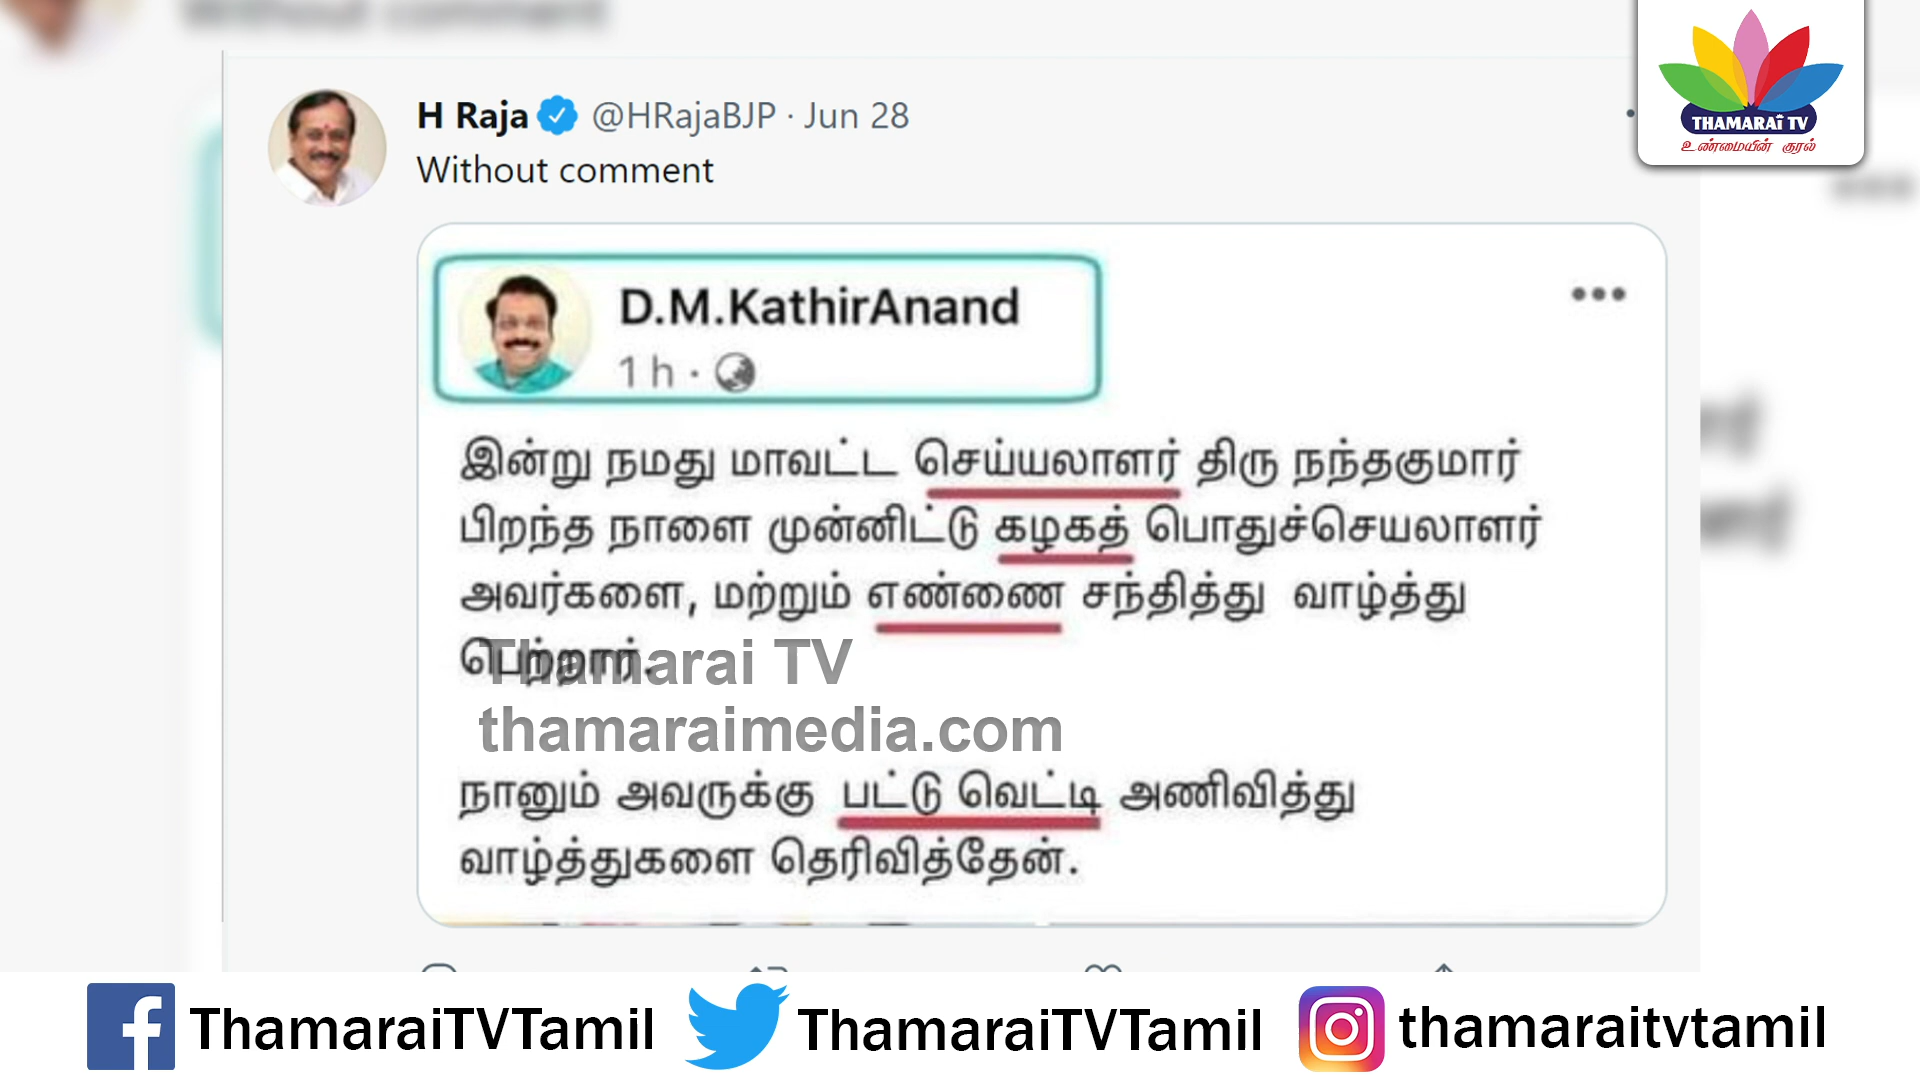 Without comment
THAMARAI TV
உண்மையின் குரல்
H Raja @HRajaBJP · Jun 28
Without comment
D.M.KathirAnand
1 h ·
இன்று நமது மாவட்ட செய்யலாளர் திரு நந்தகுமார்
பிறந்த நாளை முன்னிட்டு கழகத் பொதுச்செயலாளர்
அவர்களை, மற்றும் எண்ணை சந்தித்து வாழ்த்து
பெற்றார்.
Thamarai TV
thamaraimedia.com
நானும் அவருக்கு பட்டு வெட்டி அணிவித்து
வாழ்த்துகளை தெரிவித்தேன்.
ThamaraiTVTamil
ThamaraiTVTamil
thamaraitvtamil